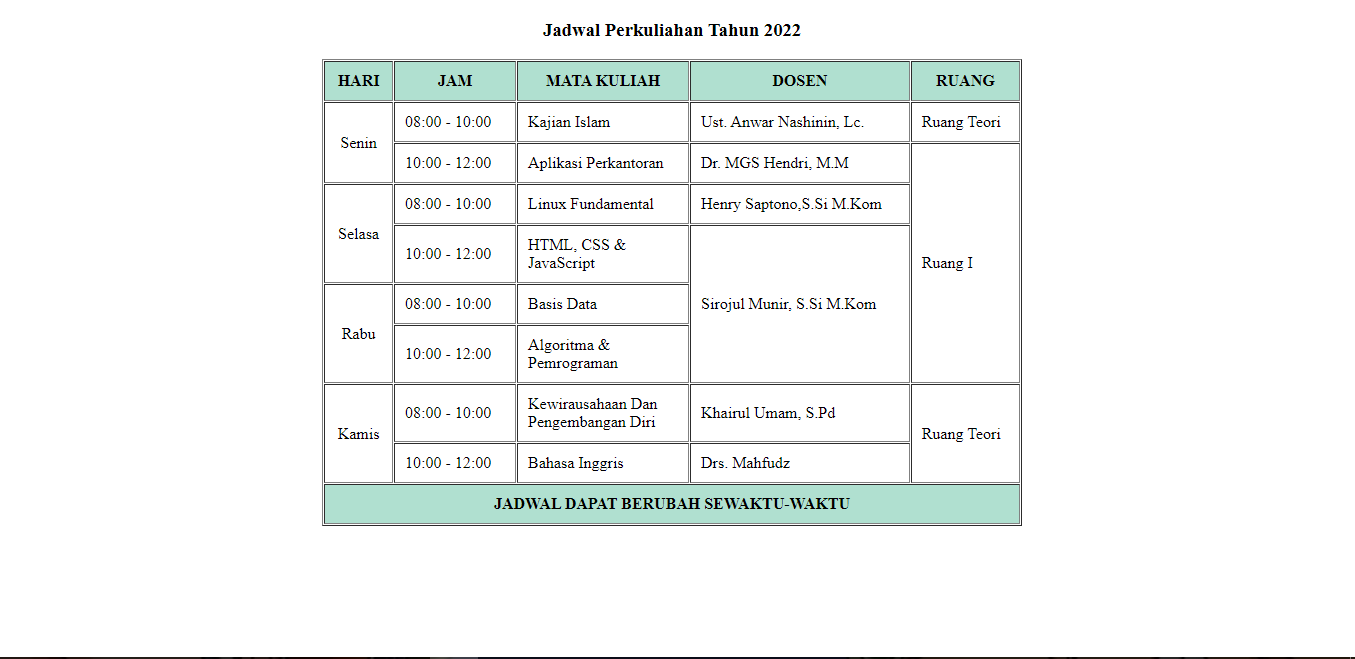 Jadwal Perkuliahan Tahun 2022
HARI JAM MATA KULIAH DOSEN RUANG
Senin
08:00 - 10:00 Kajian Islam Ust. Anwar Nashinin, Lc. Ruang Teori
10:00 - 12:00 Aplikasi Perkantoran Dr. MGS Hendri, M.M
Ruang I
Selasa
08:00 - 10:00 Linux Fundamental Henry Saptono,S.Si M.Kom
10:00 - 12:00 HTML, CSS &
JavaScript
Sirojul Munir, S.Si M.Kom
Rabu
08:00 - 10:00 Basis Data
10:00 - 12:00 Algoritma &
Pemrograman
Kamis
08:00 - 10:00 Kewirausahaan Dan
Pengembangan Diri
Khairul Umam, S.Pd
Ruang Teori
10:00 - 12:00 Bahasa Inggris Drs. Mahfudz
JADWAL DAPAT BERUBAH SEWAKTU-WAKTU